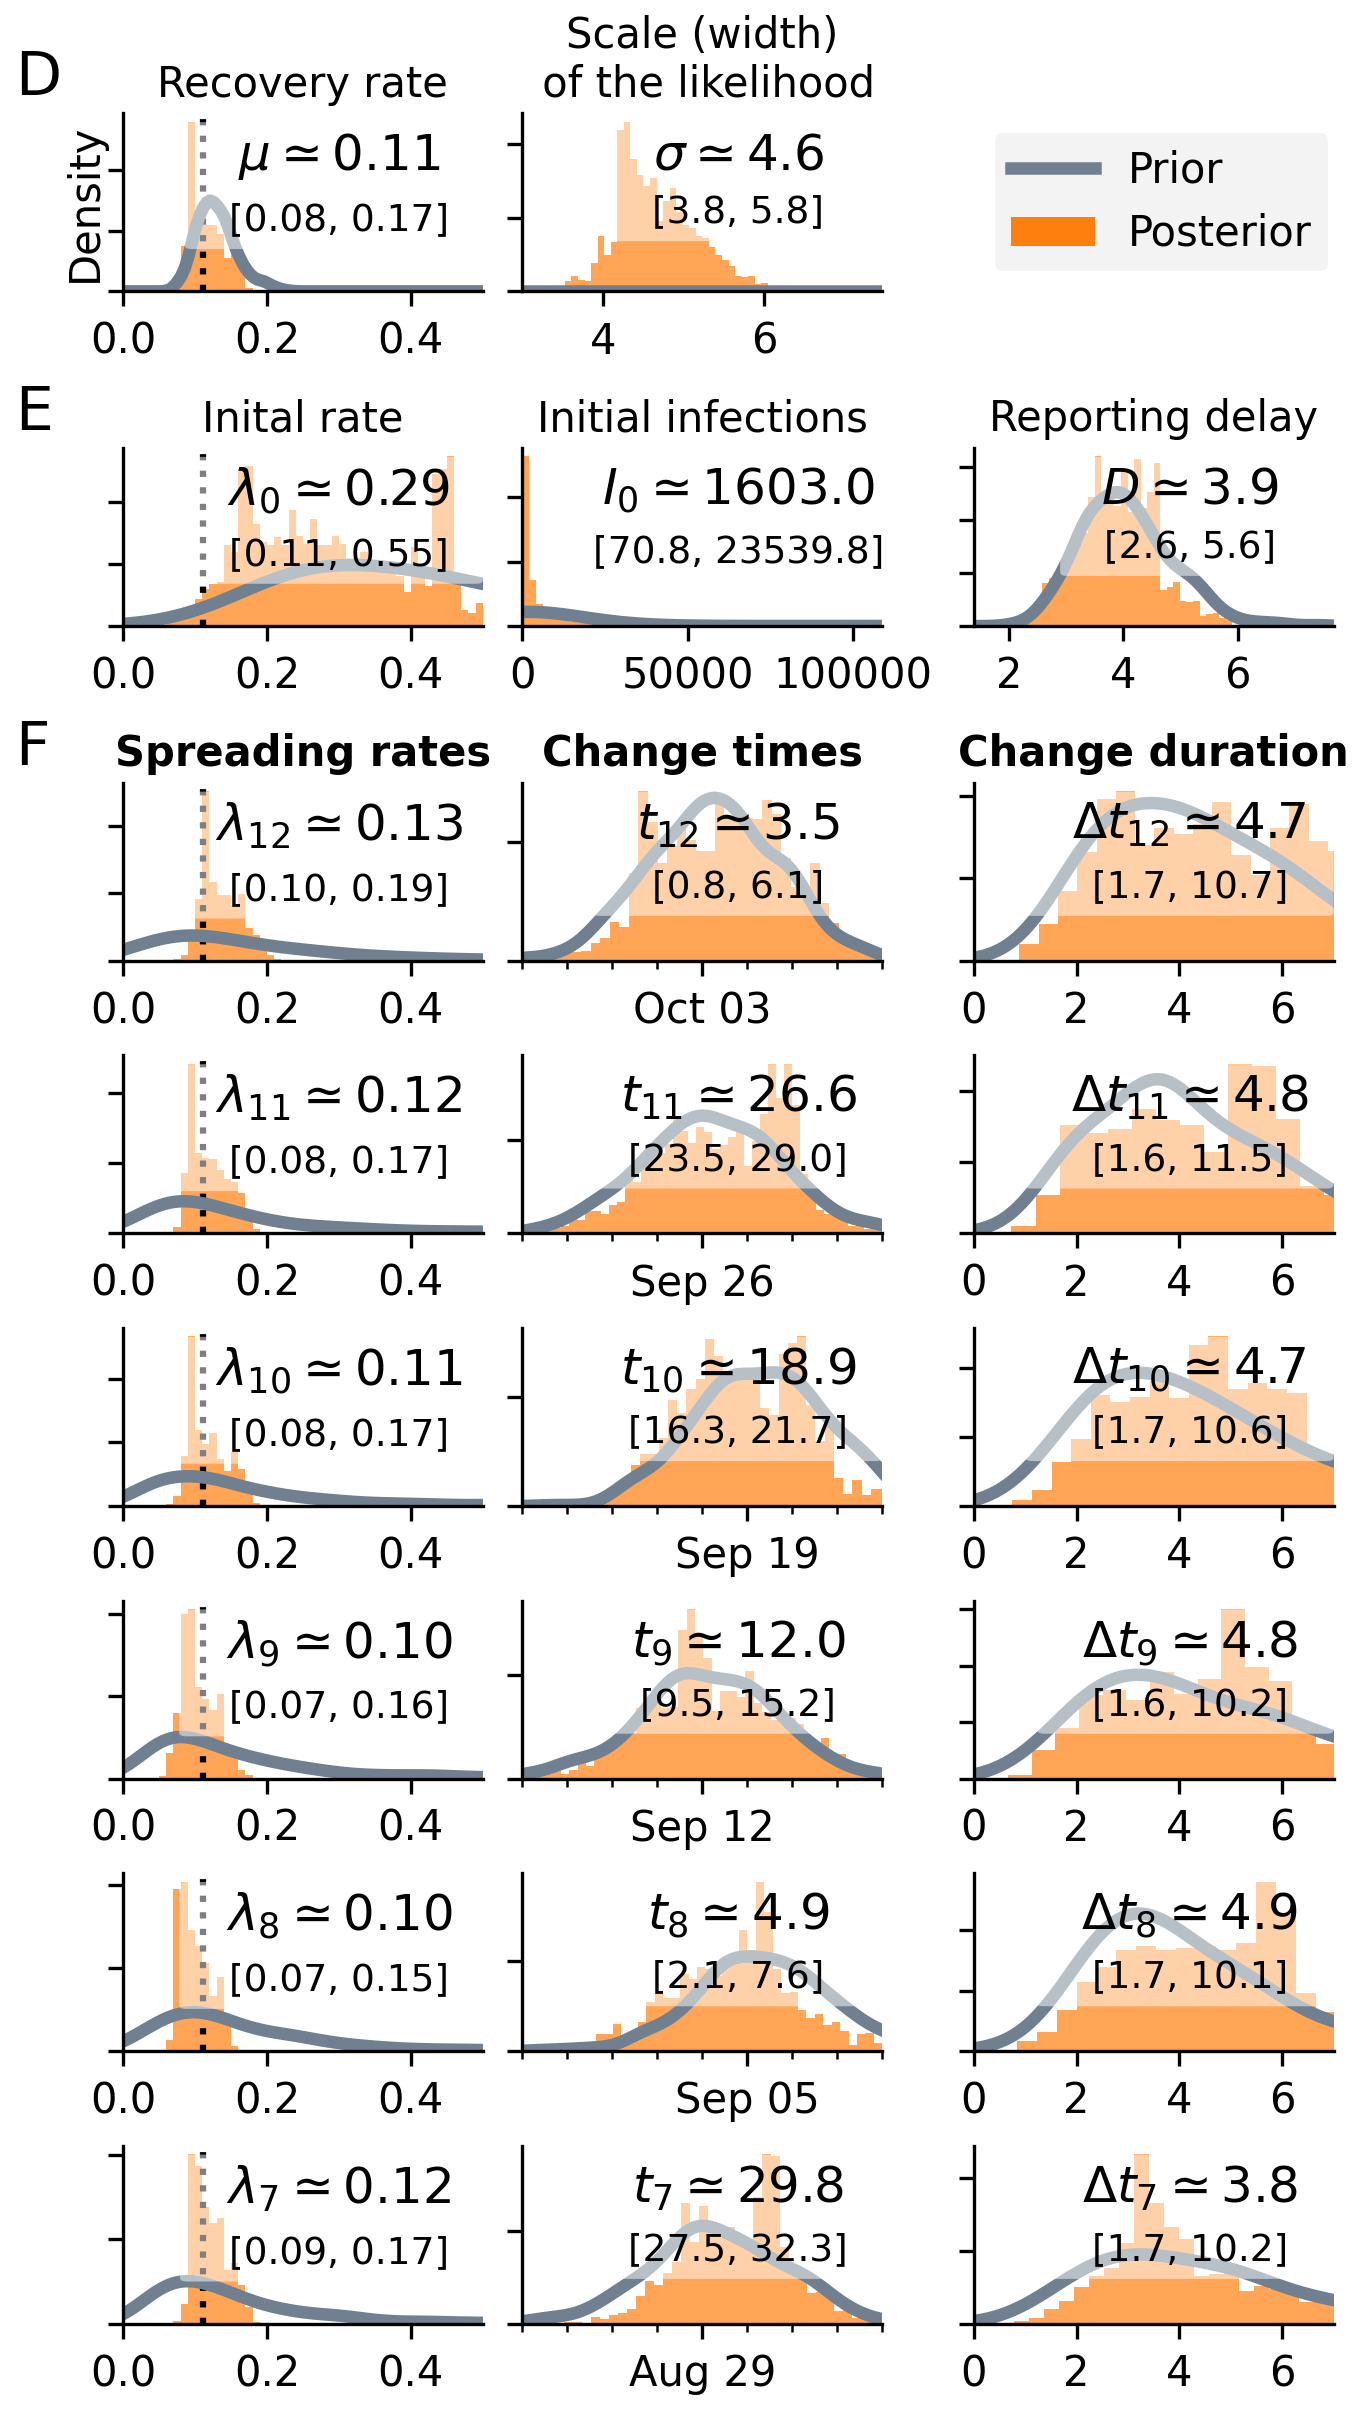 D
Recovery rate
Scale (width)
of the likelihood
Density
μ ≃ 0.11
[0.08, 0.17]
0.0 0.2 0.4
σ ≃ 4.6
[3.8, 5.8]
4 6
Prior
Posterior
E
Inital rate
λ0 ≃ 0.29
[0.11, 0.55]
0.0 0.2 0.4
Initial infections
I0 ≃ 1603.0
[70.8, 23539.8]
0 50000 100000
Reporting delay
D ≃ 3.9
[2.6, 5.6]
2 4 6
F
Spreading rates
Change times
Change duration
λ12 ≃ 0.13
[0.10, 0.19]
0.0 0.2 0.4
t12 ≃ 3.5
[0.8, 6.1]
Oct 03
Δt12 ≃ 4.7
[1.7, 10.7]
0 2 4 6
λ11 ≃ 0.12
[0.08, 0.17]
0.0 0.2 0.4
t11 ≃ 26.6
[23.5, 29.0]
Sep 26
Δt11 ≃ 4.8
[1.6, 11.5]
0 2 4 6
λ10 ≃ 0.11
[0.08, 0.17]
0.0 0.2 0.4
t10 ≃ 18.9
[16.3, 21.7]
Sep 19
Δt10 ≃ 4.7
[1.7, 10.6]
0 2 4 6
λ9 ≃ 0.10
[0.07, 0.16]
0.0 0.2 0.4
t9 ≃ 12.0
[9.5, 15.2]
Sep 12
Δt9 ≃ 4.8
[1.6, 10.2]
0 2 4 6
λ8 ≃ 0.10
[0.07, 0.15]
0.0 0.2 0.4
t8 ≃ 4.9
[2.1, 7.6]
Sep 05
Δt8 ≃ 4.9
[1.7, 10.1]
0 2 4 6
λ7 ≃ 0.12
[0.09, 0.17]
0.0 0.2 0.4
t7 ≃ 29.8
[27.5, 32.3]
Aug 29
Δt7 ≃ 3.8
[1.7, 10.2]
0 2 4 6